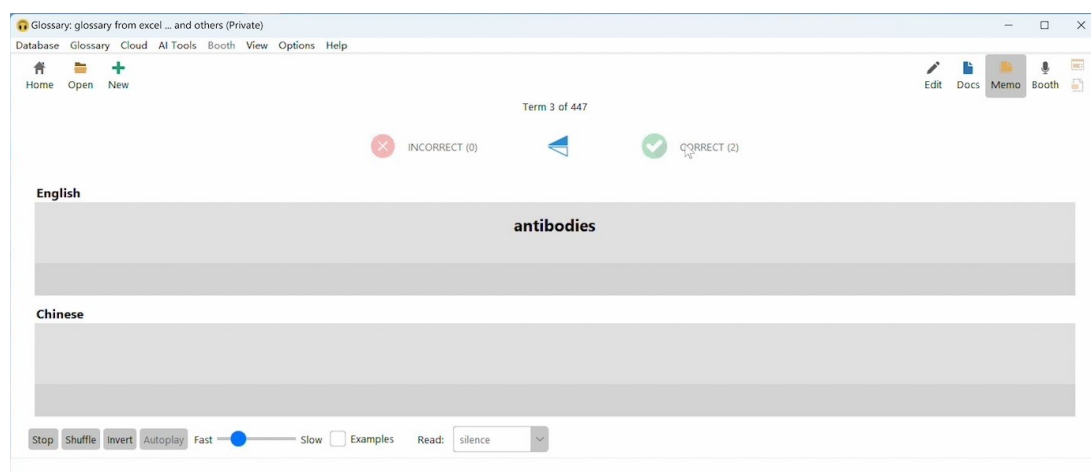 Glossary: glossary from excel ... and others (Private)
Database Glossary Cloud AI Tools Booth View Options Help
Home Open New Edit Docs Memo Booth
Term 3 of 447
INCORRECT (0) CORRECT (2)
English
antibodies
Chinese
Stop Shuffle Invert Autoplay Fast Slow Examples Read: silence